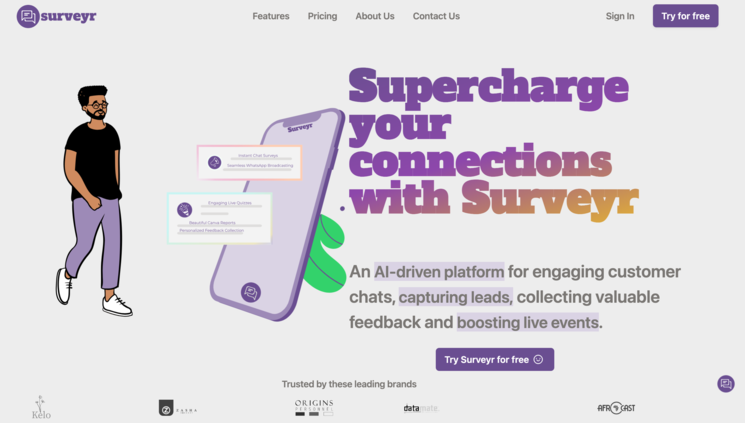 surveyr
Features
Pricing
About Us
Contact Us
Sign In
Try for free
Supercharge
your
connections
with Surveyr
Surveyr
Instant Chat Surveys
Seamless WhatsApp Broadcasting
Engaging Live Quizzes
Beautiful Canva Reports
Personalized Feedback Collection
An AI-driven platform for engaging customer
chats, capturing leads, collecting valuable
feedback and boosting live events.
Try Surveyr for free
Trusted by these leading brands
Kelo
ORIGINS
PERSONNEL
datamate
AFROCAST